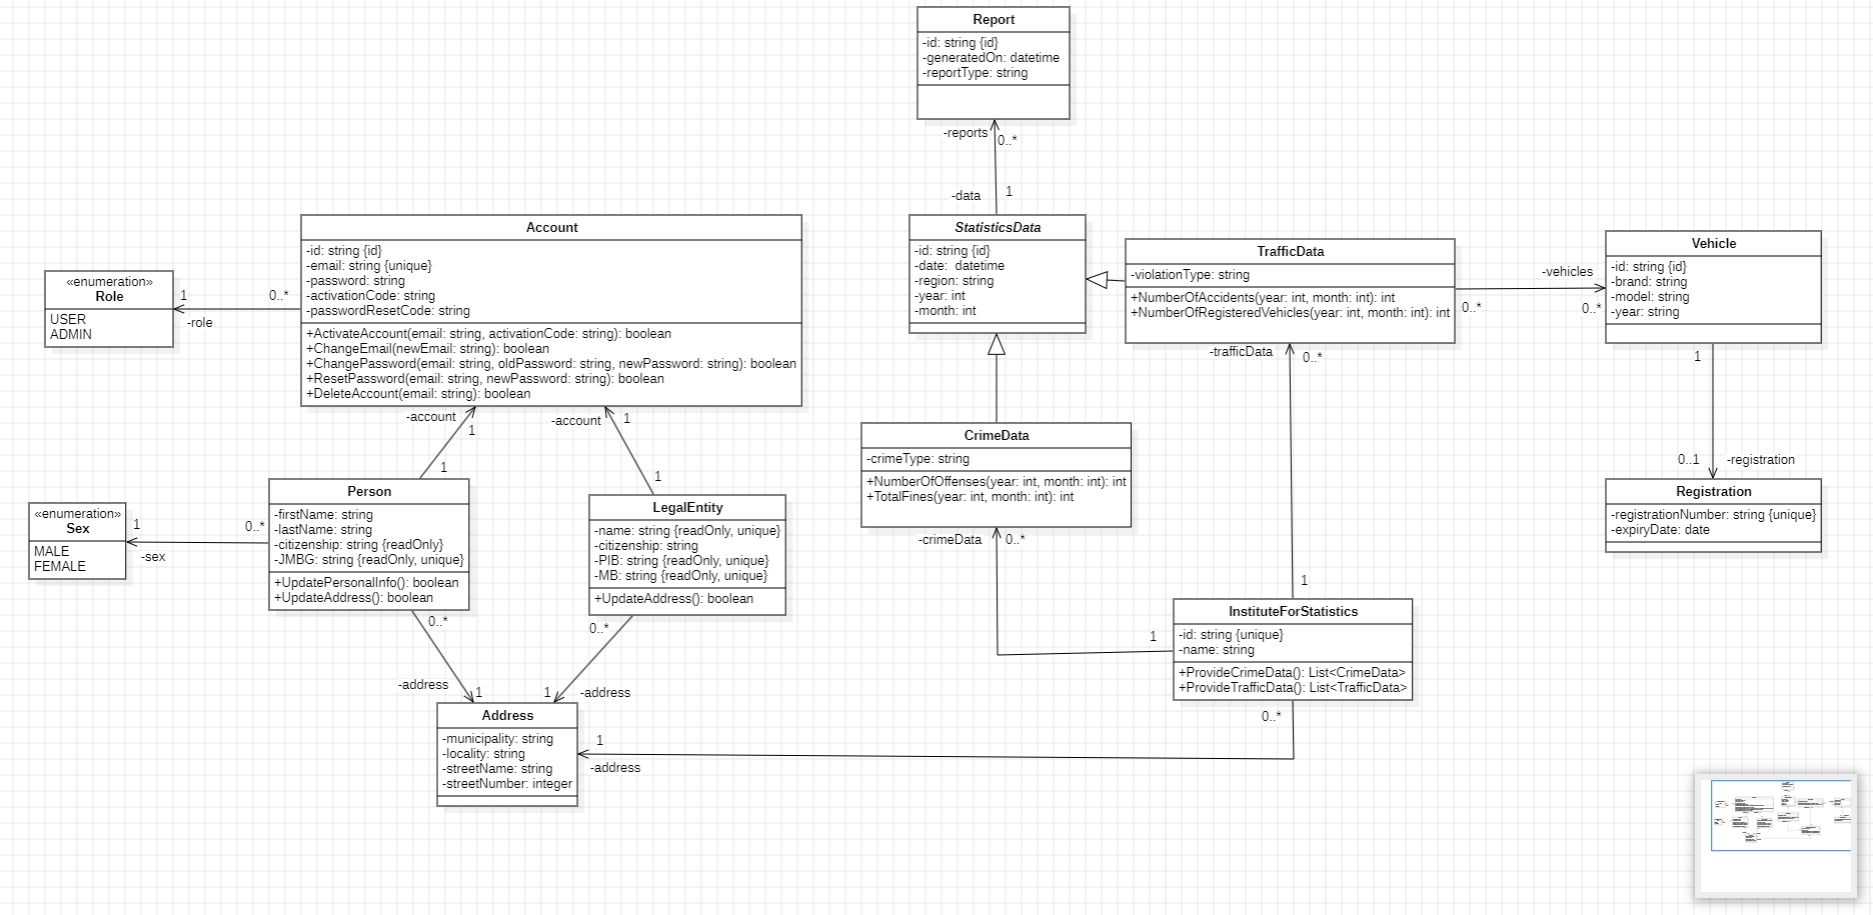 Report
-id: string {id}
-generatedOn: datetime
-reportType: string
-reports
0..*
-data
1
Account
-id: string {id}
-email: string {unique}
-password: string
-activationCode: string
-passwordResetCode: string
+ActivateAccount(email: string, activationCode: string): boolean
+ChangeEmail(newEmail: string): boolean
+ChangePassword(email: string, oldPassword: string, newPassword: string): boolean
+ResetPassword(email: string, newPassword: string): boolean
+DeleteAccount(email: string): boolean
«enumeration»
Role
USER
ADMIN
1
0..*
-role
StatisticsData
-id: string {id}
-date:  datetime
-region: string
-year: int
-month: int
TrafficData
-violationType: string
+NumberOfAccidents(year: int, month: int): int
+NumberOfRegisteredVehicles(year: int, month: int): int
-vehicles
0..*
0..*
Vehicle
-id: string {id}
-brand: string
-model: string
-year: string
-trafficData
0..*
1
0..1
-registration
-account
1
1
-account
1
1
CrimeData
-crimeType: string
+NumberOfOffenses(year: int, month: int): int
+TotalFines(year: int, month: int): int
Registration
-registrationNumber: string {unique}
-expiryDate: date
«enumeration»
Sex
MALE
FEMALE
1
0..*
-sex
Person
-firstName: string
-lastName: string
-citizenship: string {readOnly}
-JMBG: string {readOnly, unique}
+UpdatePersonalInfo(): boolean
+UpdateAddress(): boolean
LegalEntity
-name: string {readOnly, unique}
-citizenship: string
-PIB: string {readOnly, unique}
-MB: string {readOnly, unique}
+UpdateAddress(): boolean
-crimeData
0..*
1
1
InstituteForStatistics
-id: string {unique}
-name: string
+ProvideCrimeData(): List<CrimeData>
+ProvideTrafficData(): List<TrafficData>
0..*
0..*
0..*
-address
1
1
-address
Address
-municipality: string
-locality: string
-streetName: string
-streetNumber: integer
1
-address